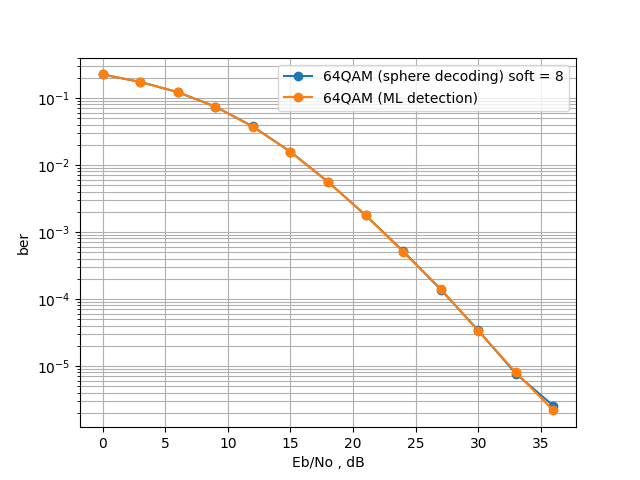 64QAM (sphere decoding) soft = 8
64QAM (ML detection)
ber
10⁻¹
10⁻²
10⁻³
10⁻⁴
10⁻⁵
0 5 10 15 20 25 30 35
Eb/No , dB